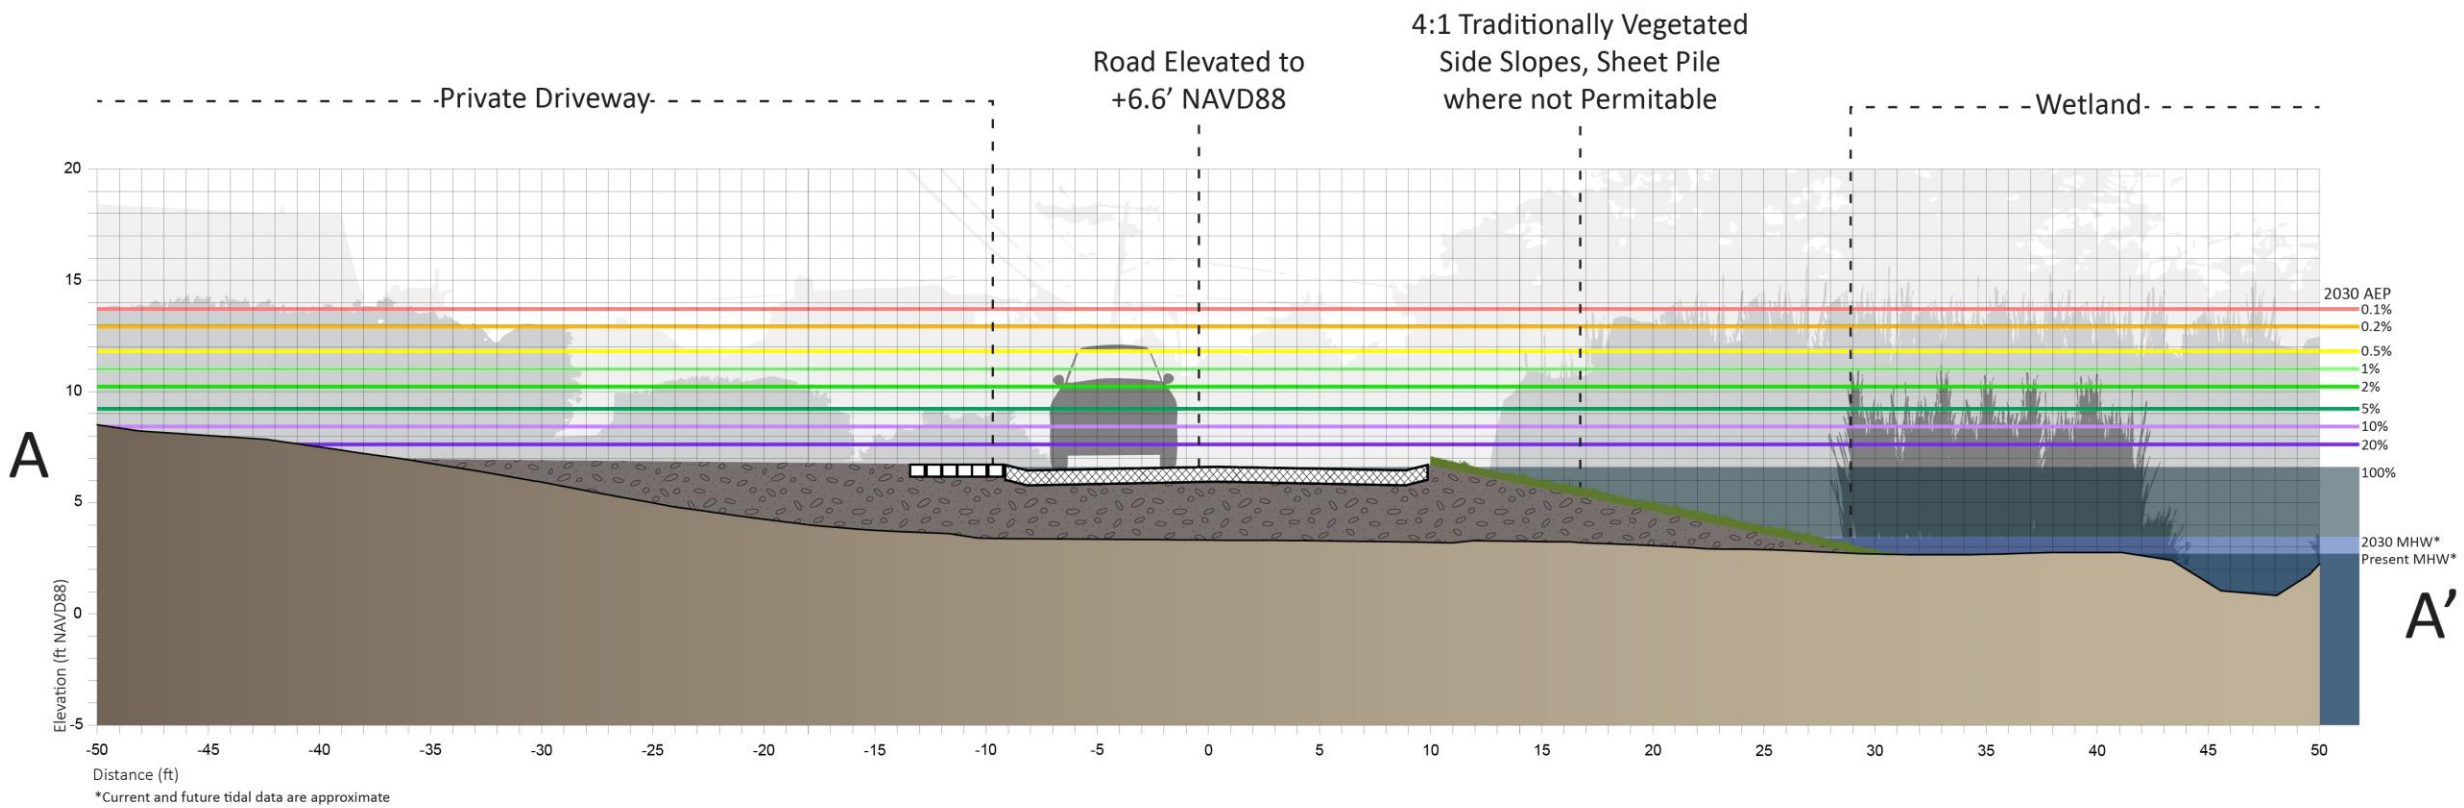 4:1 Traditionally Vegetated
Side Slopes, Sheet Pile
where not Permitable
Road Elevated to
+6.6’ NAVD88
Private Driveway
Wetland
20
15
10
5
0
-5
Elevation (ft NAVD88)
A
A’
2030 AEP
0.1%
0.2%
0.5%
1%
2%
5%
10%
20%
100%
2030 MHW*
Present MHW*
-50 -45 -40 -35 -30 -25 -20 -15 -10 -5 0 5 10 15 20 25 30 35 40 45 50
Distance (ft)
*Current and future tidal data are approximate